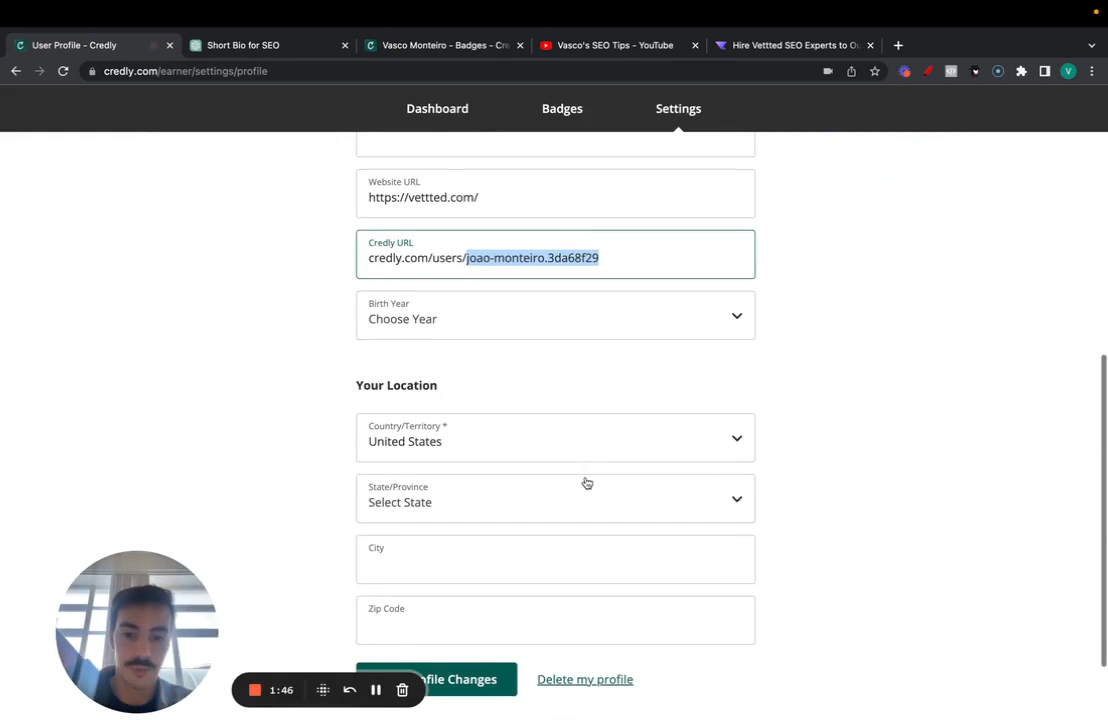 User Profile - Credly
Short Bio for SEO
Vasco Monteiro - Badges - Cre
Vasco's SEO Tips - YouTube
Hire Vettted SEO Experts to Ou
credly.com/earner/settings/profile
V
Dashboard
Badges
Settings
Website URL
https://vettted.com/
Credly URL
credly.com/users/joao-monteiro.3da68f29
Birth Year
Choose Year
Your Location
Country/Territory *
United States
State/Province
Select State
City
Zip Code
ofile Changes
Delete my profile
1:46